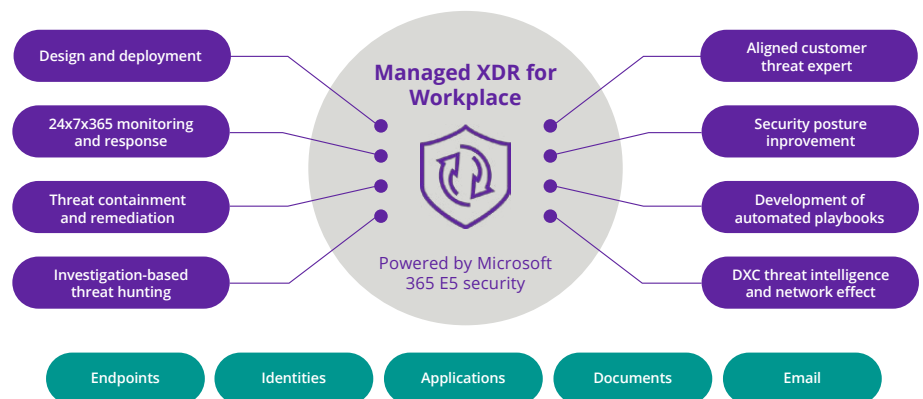 Managed XDR for
Workplace
Powered by Microsoft
365 E5 security
Design and deployment
24x7x365 monitoring
and response
Threat containment
and remediation
Investigation-based
threat hunting
Aligned customer
threat expert
Security posture
inprovement
Development of
automated playbooks
DXC threat intelligence
and network effect
Endpoints
Identities
Applications
Documents
Email